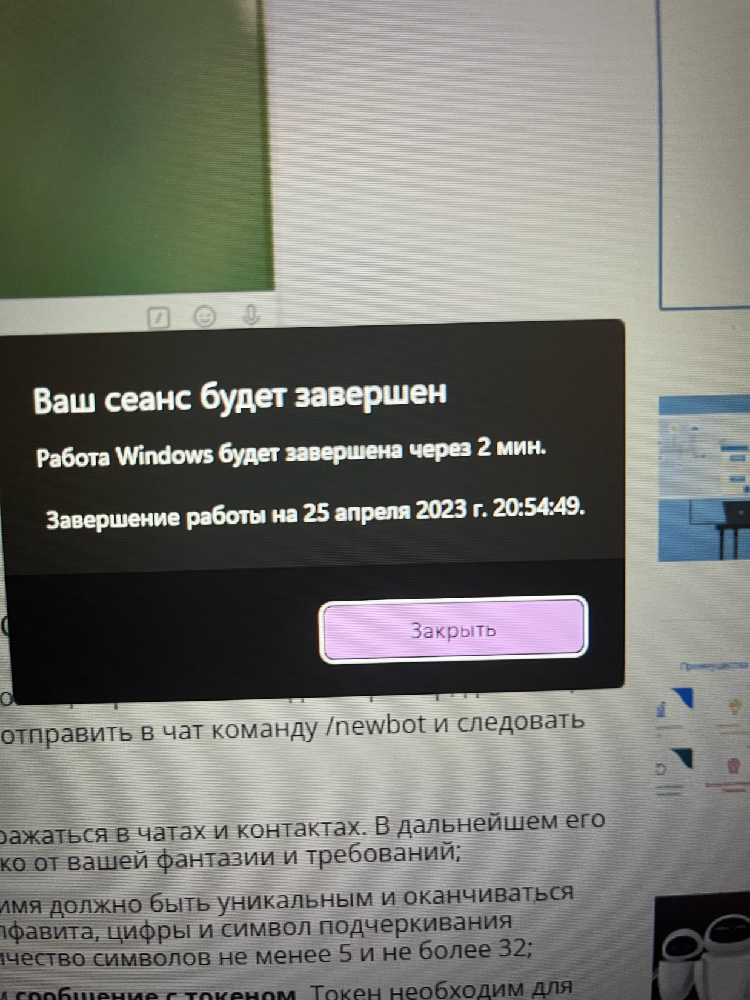 Ваш сеанс будет завершен
Работа Windows будет завершена через 2 мин.
Завершение работы на 25 апреля 2023 г. 20:54:49.
Закрыть
Преимущества
отправить в чат команду /newbot и следовать
ражаться в чатах и контактах. В дальнейшем его
ко от вашей фантазии и требований;
имя должно быть уникальным и оканчиваться
лфавита, цифры и символ подчеркивания
ичество символов не менее 5 и не более 32;
сообщение с токеном. Токен необходим для